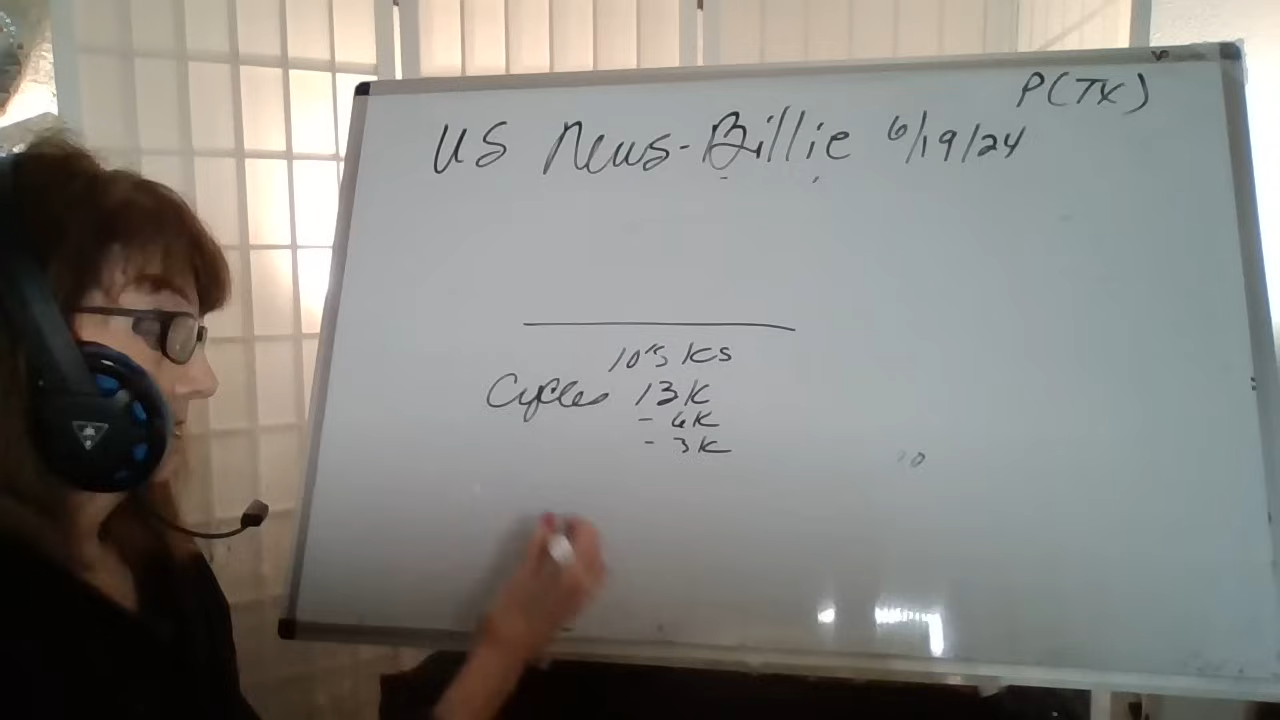 P(TX)
US News-Billie 6/19/24
10's Ks
Cycles 13K
- 6K
- 3K